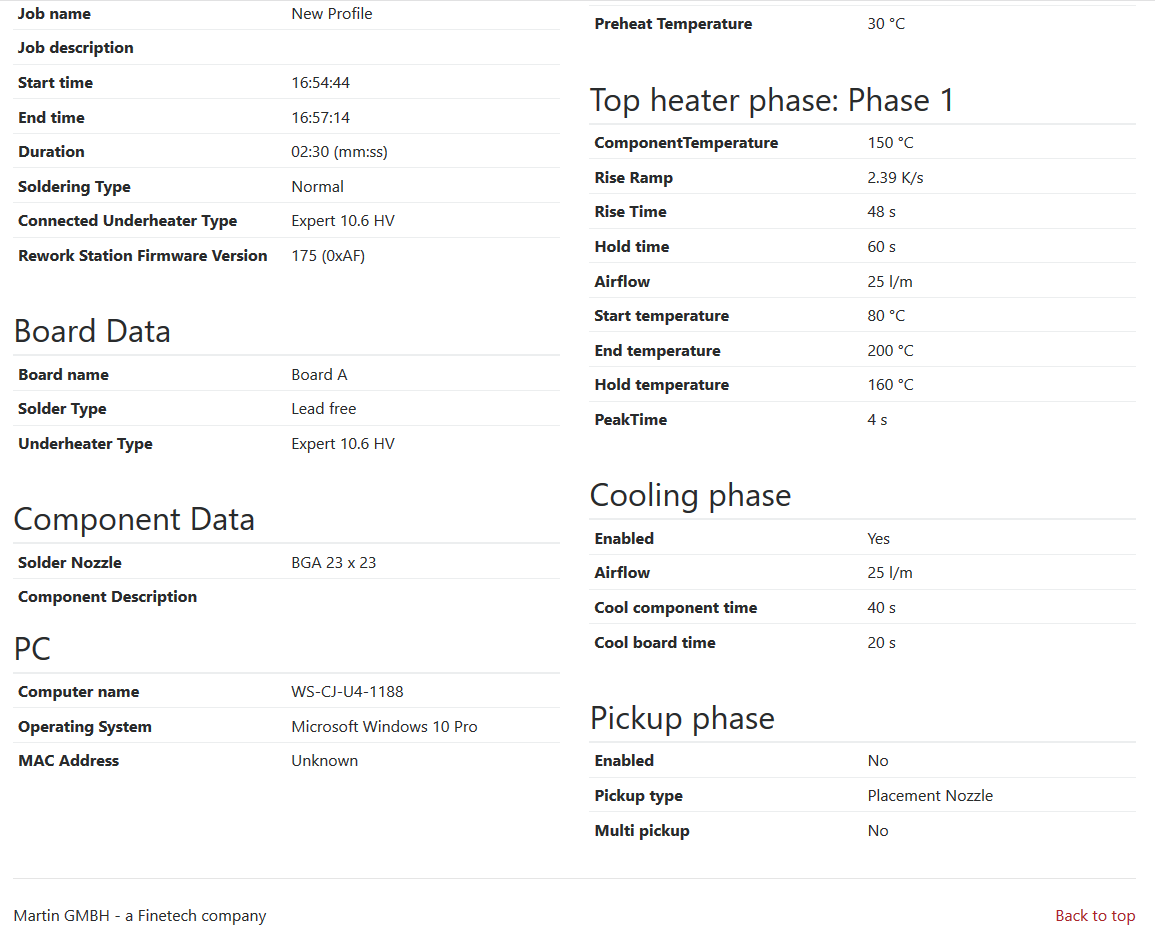 Job name New Profile
Job description
Start time 16:54:44
End time 16:57:14
Duration 02:30 (mm:ss)
Soldering Type Normal
Connected Underheater Type Expert 10.6 HV
Rework Station Firmware Version 175 (0xAF)
Board Data
Board name Board A
Solder Type Lead free
Underheater Type Expert 10.6 HV
Component Data
Solder Nozzle BGA 23 x 23
Component Description
PC
Computer name WS-CJ-U4-1188
Operating System Microsoft Windows 10 Pro
MAC Address Unknown
Preheat Temperature 30 °C
Top heater phase: Phase 1
ComponentTemperature 150 °C
Rise Ramp 2.39 K/s
Rise Time 48 s
Hold time 60 s
Airflow 25 l/m
Start temperature 80 °C
End temperature 200 °C
Hold temperature 160 °C
PeakTime 4 s
Cooling phase
Enabled Yes
Airflow 25 l/m
Cool component time 40 s
Cool board time 20 s
Pickup phase
Enabled No
Pickup type Placement Nozzle
Multi pickup No
Martin GMBH - a Finetech company
Back to top